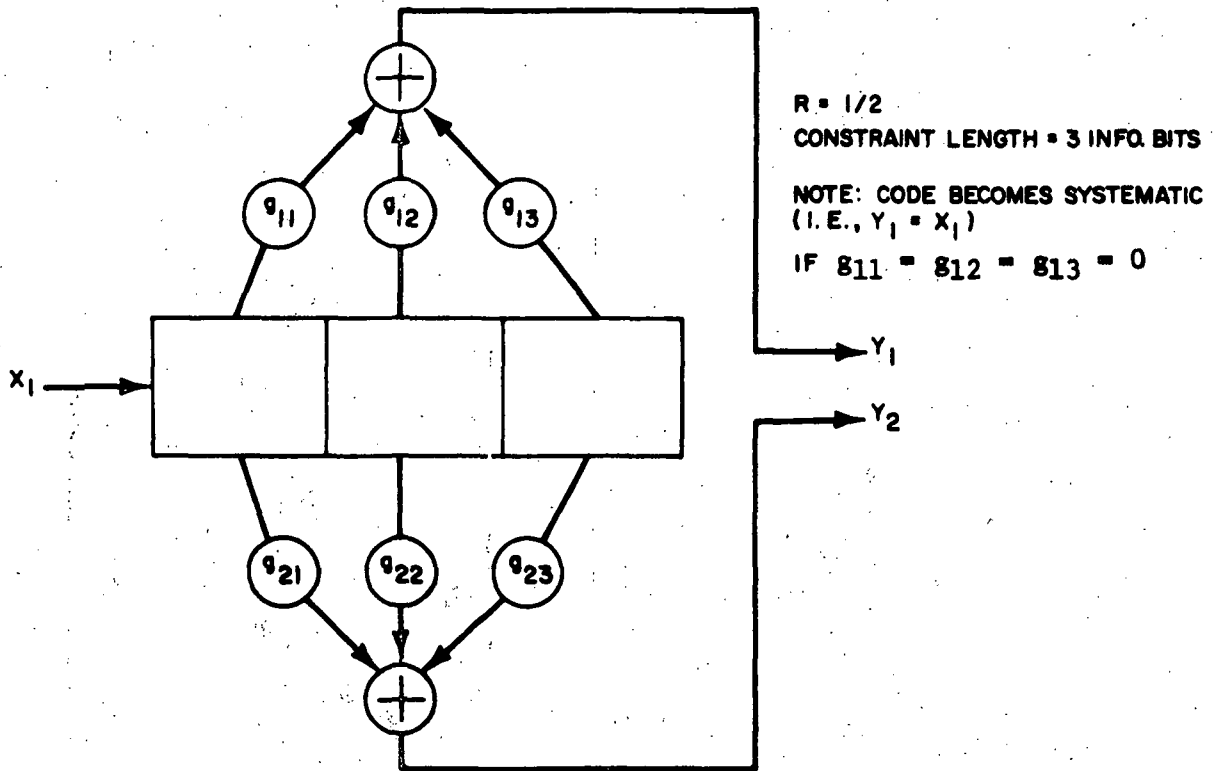 g11 g12 g13
R = 1/2
CONSTRAINT LENGTH = 3 INFO. BITS
NOTE: CODE BECOMES SYSTEMATIC
(I.E., Y1 = X1)
IF g11 = g12 = g13 = 0
X1
Y1
Y2
g21 g22 g23